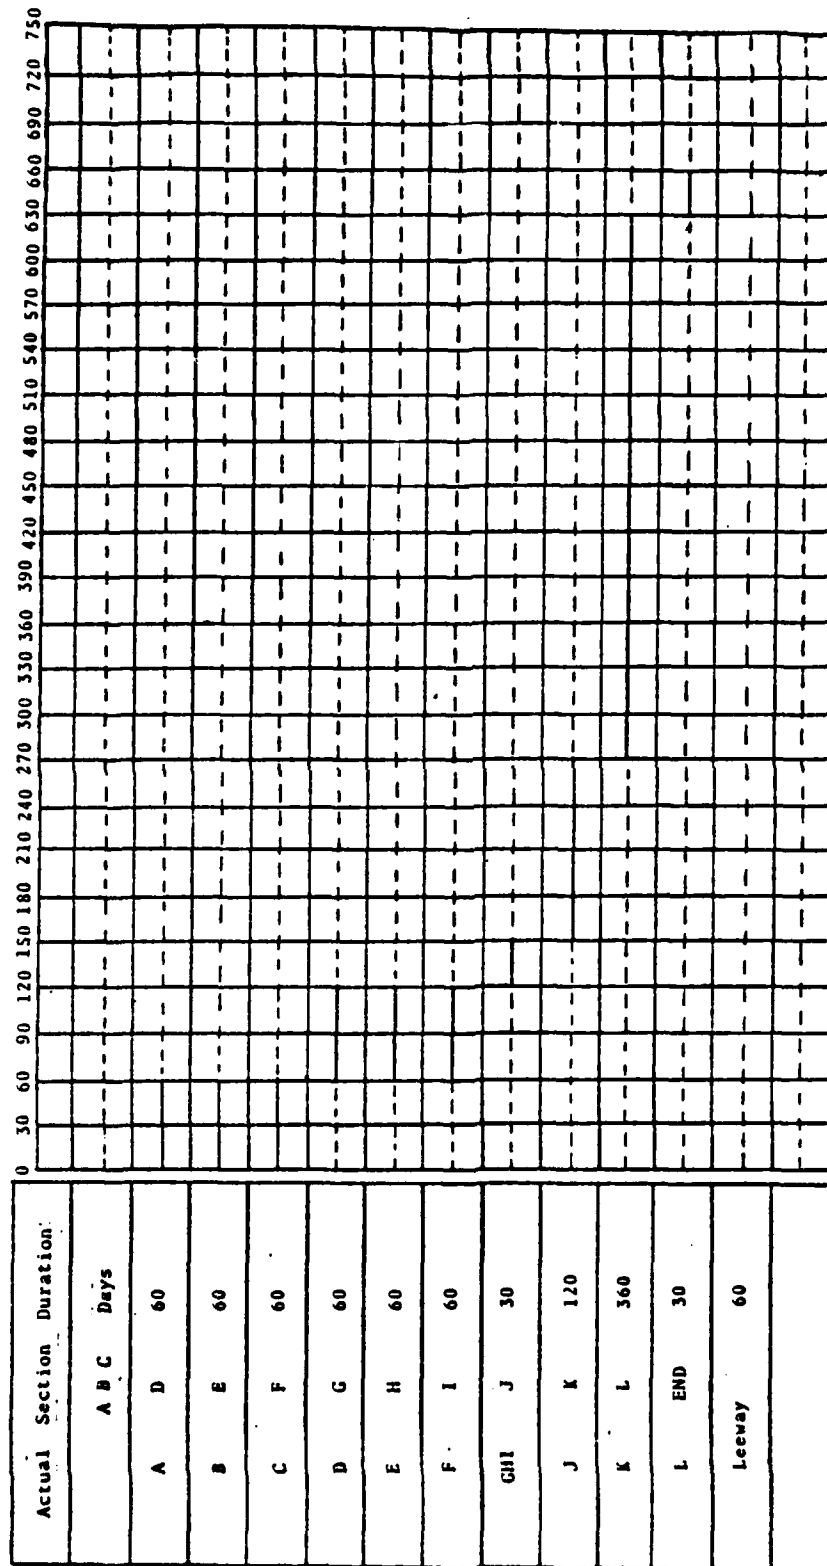 Actual Section Duration
A B C Days
A D 60
B E 60
C F 60
D G 60
E H 60
F I 60
GHI J 30
J K 120
K L 360
L END 30
Leeway 60
0 30 60 90 120 150 180 210 240 270 300 330 360 390 420 450 480 510 540 570 600 630 660 690 720 750